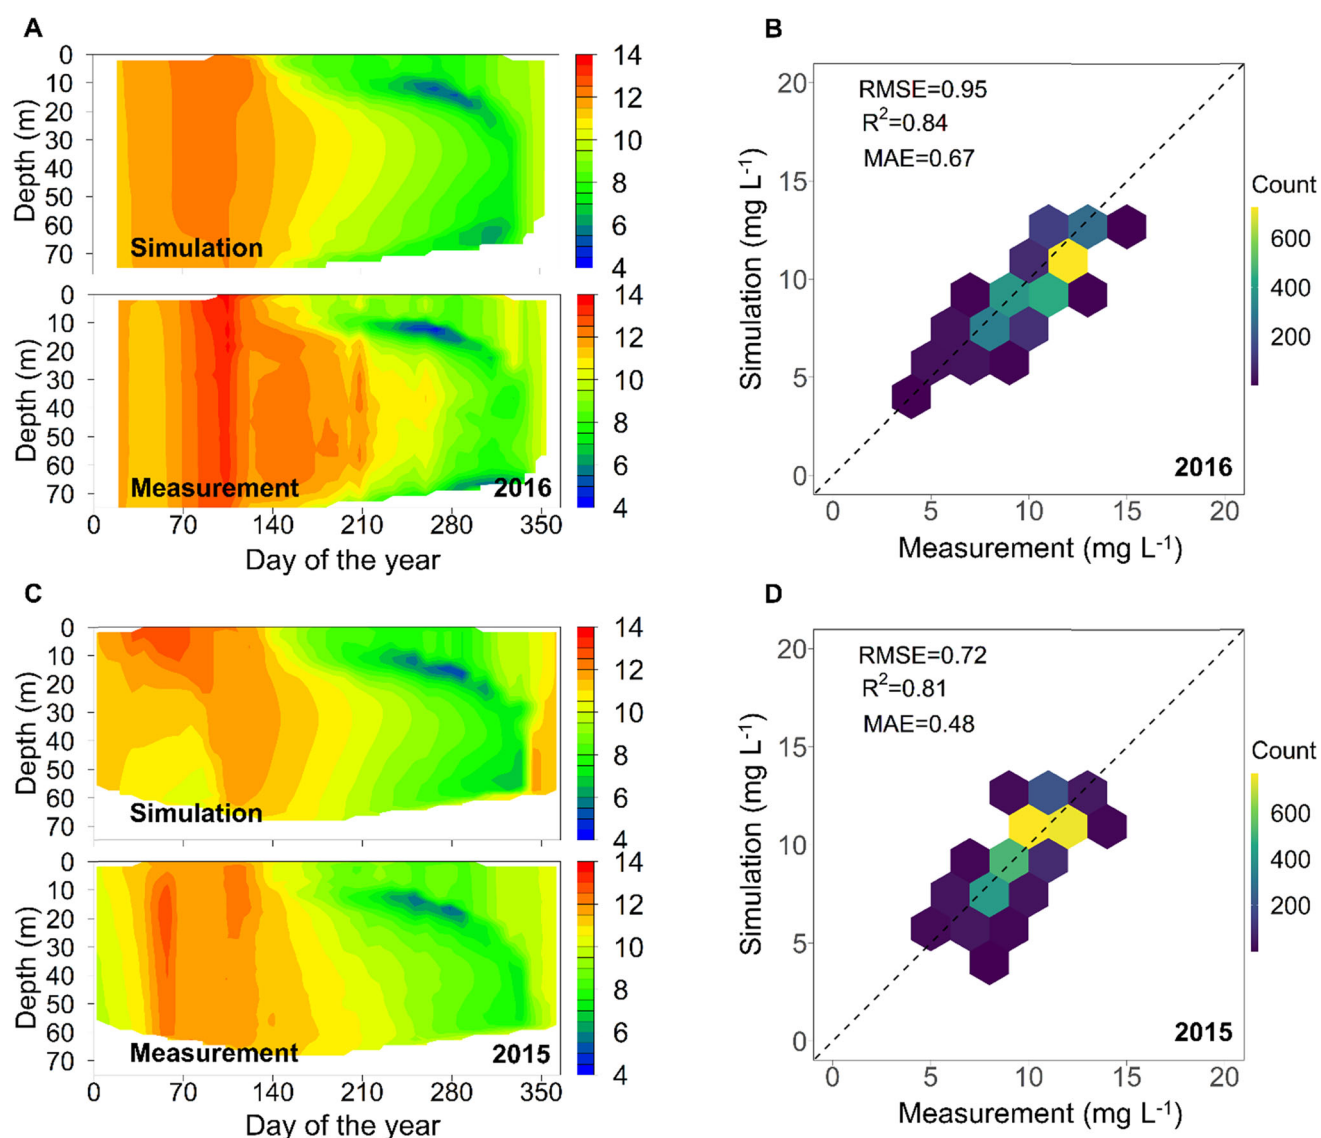 A
0
10
20
30
40
50
60
70
Depth (m)
Simulation
14
12
10
8
6
4
0
10
20
30
40
50
60
70
Depth (m)
Measurement 2016
14
12
10
8
6
4
0 70 140 210 280 350
Day of the year
B
20
15
10
5
0
Simulation (mg L⁻¹)
RMSE=0.95
R²=0.84
MAE=0.67
2016
0 5 10 15 20
Measurement (mg L⁻¹)
Count
600
400
200
C
0
10
20
30
40
50
60
70
Depth (m)
Simulation
14
12
10
8
6
4
0
10
20
30
40
50
60
70
Depth (m)
Measurement 2015
14
12
10
8
6
4
0 70 140 210 280 350
Day of the year
D
20
15
10
5
0
Simulation (mg L⁻¹)
RMSE=0.72
R²=0.81
MAE=0.48
2015
0 5 10 15 20
Measurement (mg L⁻¹)
Count
600
400
200